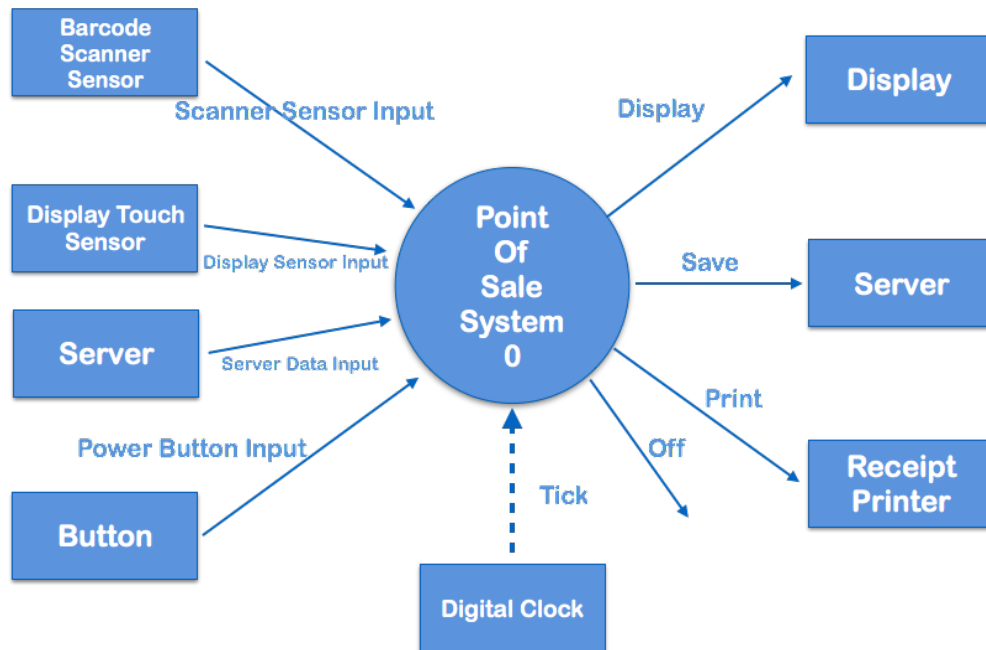 Barcode
Scanner
Sensor
Scanner Sensor Input
Display Touch
Sensor
Display Sensor Input
Server
Server Data Input
Power Button Input
Button
Point
Of
Sale
System
0
Tick
Digital Clock
Display
Display
Save
Server
Print
Off
Receipt
Printer